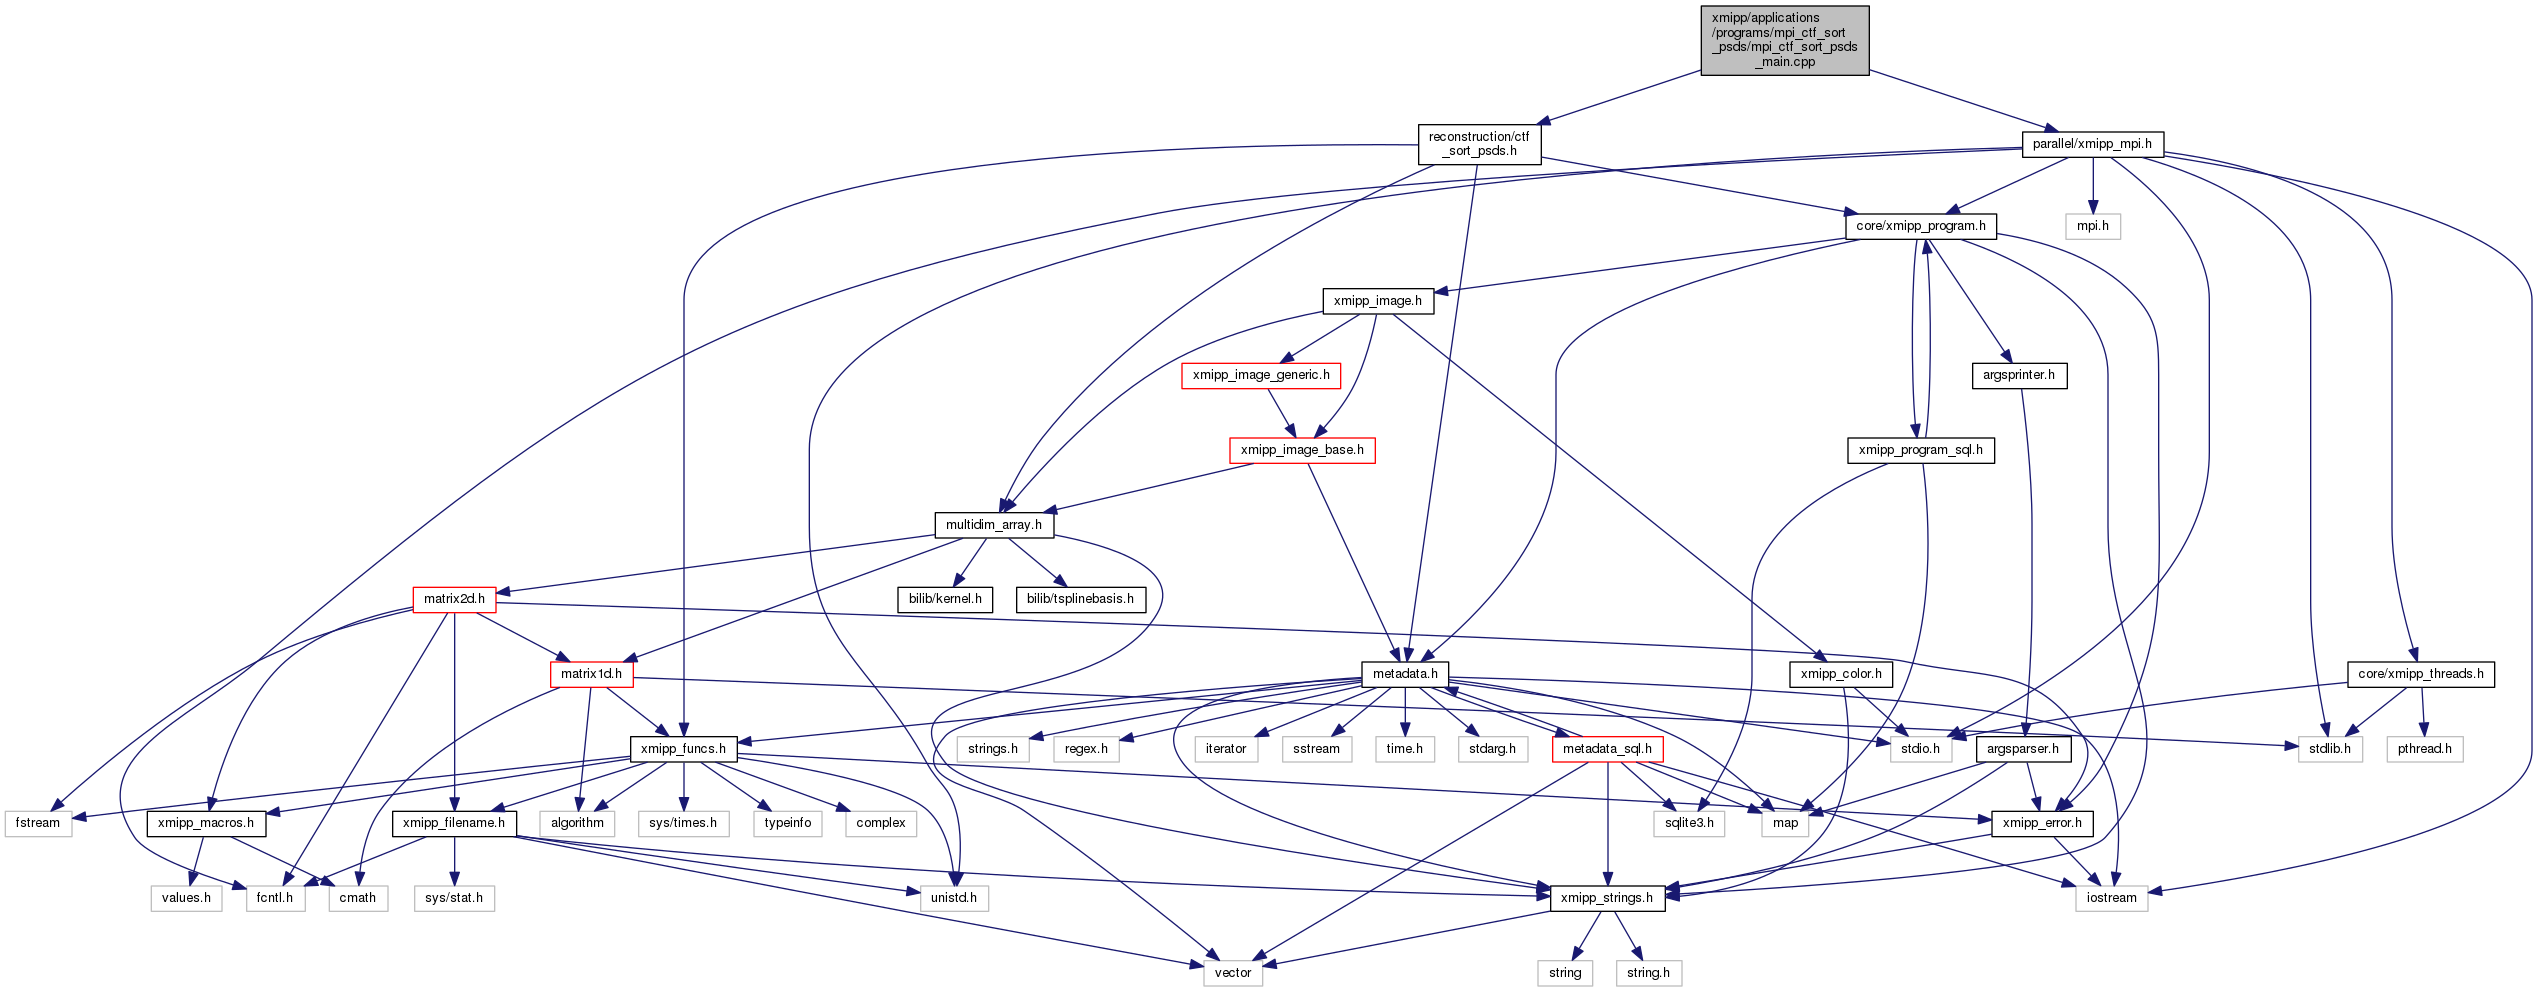 xmipp/applications
/programs/mpi_ctf_sort
_psds/mpi_ctf_sort_psds
_main.cpp
reconstruction/ctf
_sort_psds.h
parallel/xmipp_mpi.h
core/xmipp_program.h
mpi.h
xmipp_image.h
xmipp_image_generic.h
argsprinter.h
xmipp_image_base.h
xmipp_program_sql.h
multidim_array.h
matrix2d.h
bilib/kernel.h
bilib/tsplinebasis.h
matrix1d.h
metadata.h
xmipp_color.h
core/xmipp_threads.h
xmipp_funcs.h
strings.h
regex.h
iterator
sstream
time.h
stdarg.h
metadata_sql.h
stdio.h
argsparser.h
stdlib.h
pthread.h
fstream
xmipp_macros.h
xmipp_filename.h
algorithm
sys/times.h
typeinfo
complex
sqlite3.h
map
xmipp_error.h
values.h
fcntl.h
cmath
sys/stat.h
unistd.h
xmipp_strings.h
iostream
vector
string
string.h